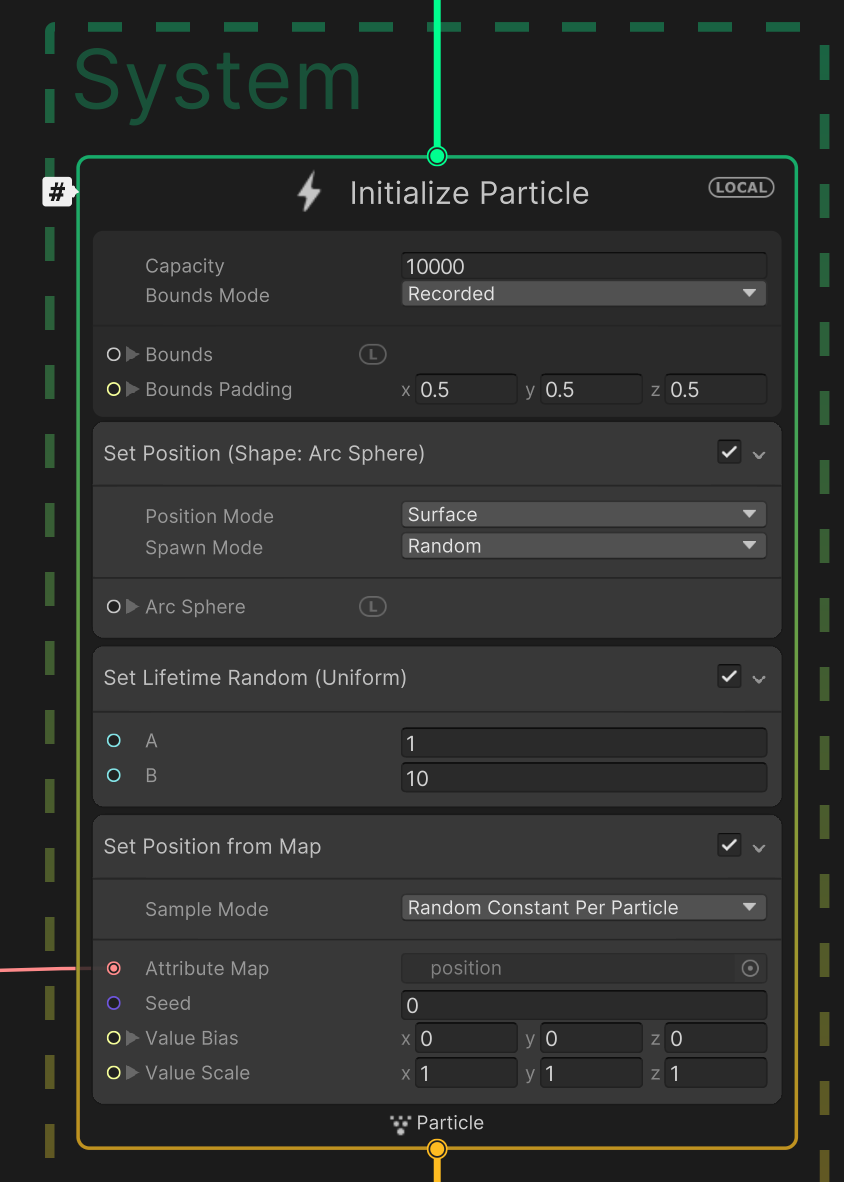 System
#
Initialize Particle LOCAL
Capacity 10000
Bounds Mode Recorded
Bounds L
Bounds Padding x 0.5 y 0.5 z 0.5
Set Position (Shape: Arc Sphere)
Position Mode Surface
Spawn Mode Random
Arc Sphere L
Set Lifetime Random (Uniform)
A 1
B 10
Set Position from Map
Sample Mode Random Constant Per Particle
Attribute Map position
Seed 0
Value Bias x 0 y 0 z 0
Value Scale x 1 y 1 z 1
Particle